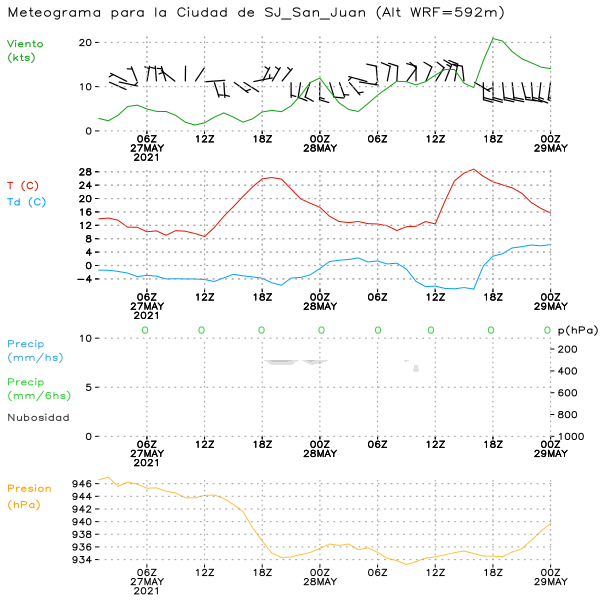 Meteograma para la Ciudad de SJ_San_Juan (Alt WRF=592m)
Viento
(kts)
20
10
0
06Z 12Z 18Z 00Z 06Z 12Z 18Z 00Z
27MAY 28MAY 29MAY
2021
T (C)
Td (C)
28
24
20
16
12
8
4
0
-4
06Z 12Z 18Z 00Z 06Z 12Z 18Z 00Z
27MAY 28MAY 29MAY
2021
0 0 0 0 0 0 0 0 p(hPa)
Precip
(mm/hs)
Precip
(mm/6hs)
Nubosidad
10
5
0
200
400
600
800
1000
06Z 12Z 18Z 00Z 06Z 12Z 18Z 00Z
27MAY 28MAY 29MAY
2021
Presion
(hPa)
946
944
942
940
938
936
934
06Z 12Z 18Z 00Z 06Z 12Z 18Z 00Z
27MAY 28MAY 29MAY
2021